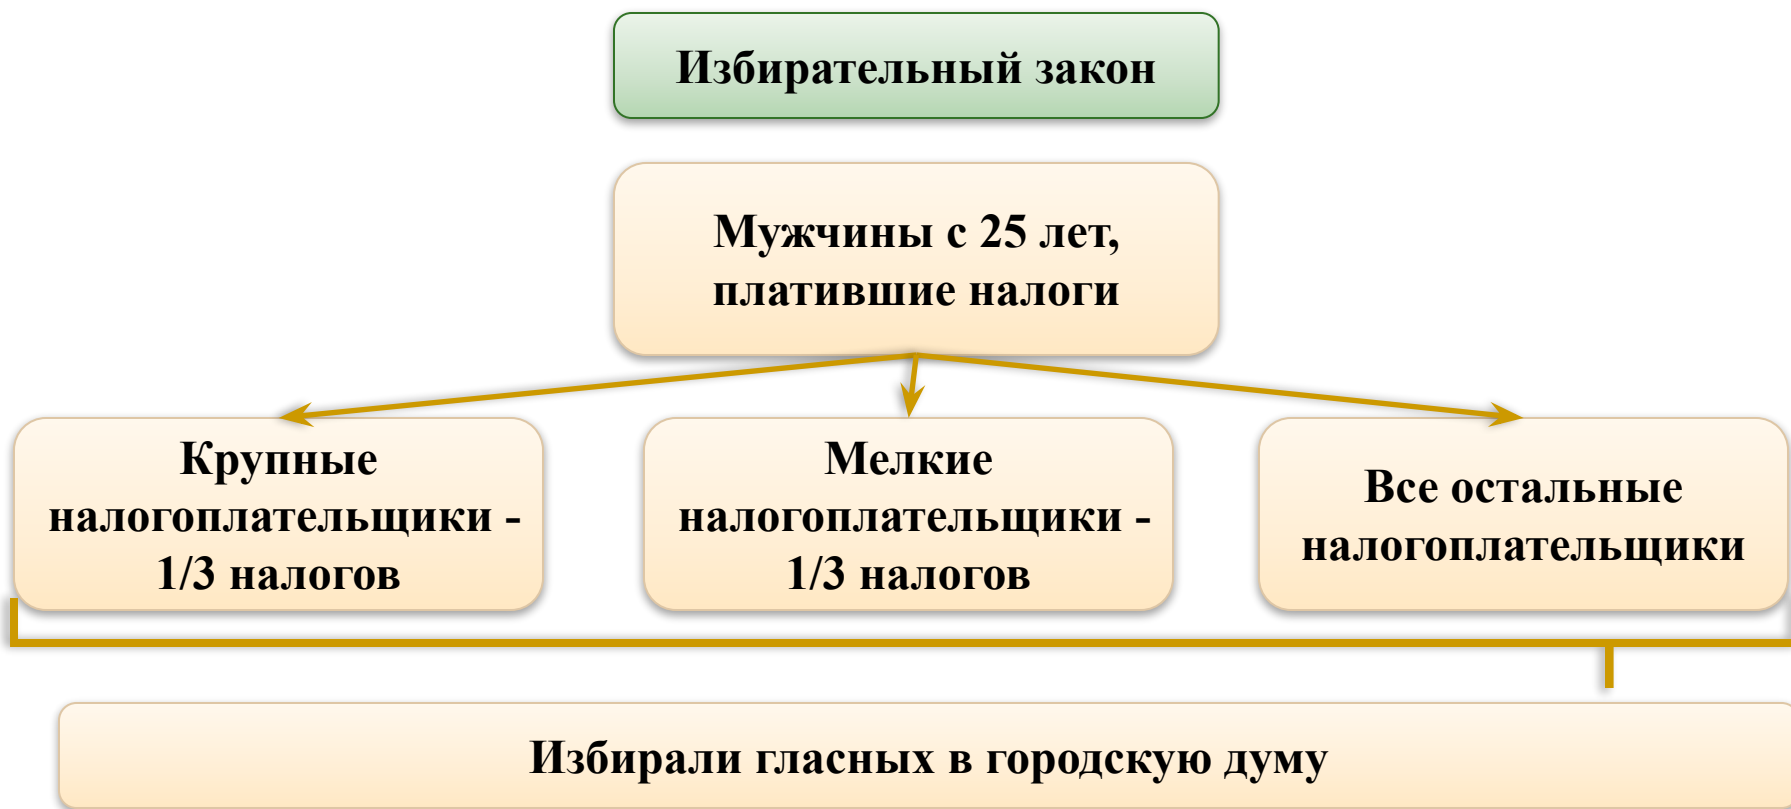 Избирательный закон
Мужчины с 25 лет,
платившие налоги
Крупные
налогоплательщики -
1/3 налогов
Мелкие
налогоплательщики -
1/3 налогов
Все остальные
налогоплательщики
Избирали гласных в городскую думу